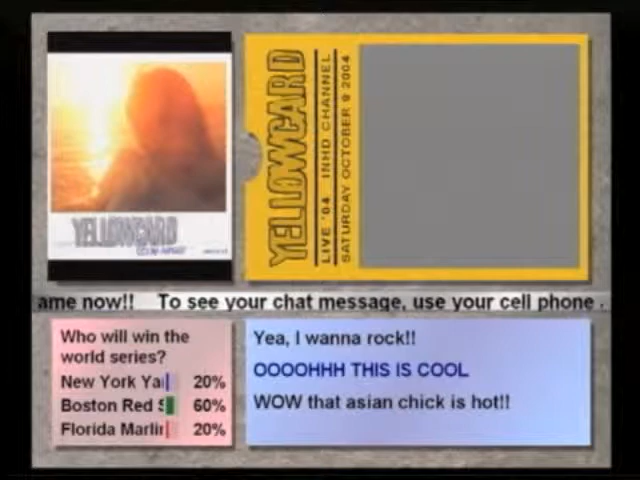 YELLOWCARD
YELLOWCARD
LIVE '04 INHD CHANNEL
SATURDAY OCTOBER 9 2004
ame now!! To see your chat message, use your cell phone
Who will win the
world series?
New York Ya 20%
Boston Red S 60%
Florida Marlin 20%
Yea, I wanna rock!!
OOOOHHH THIS IS COOL
WOW that asian chick is hot!!